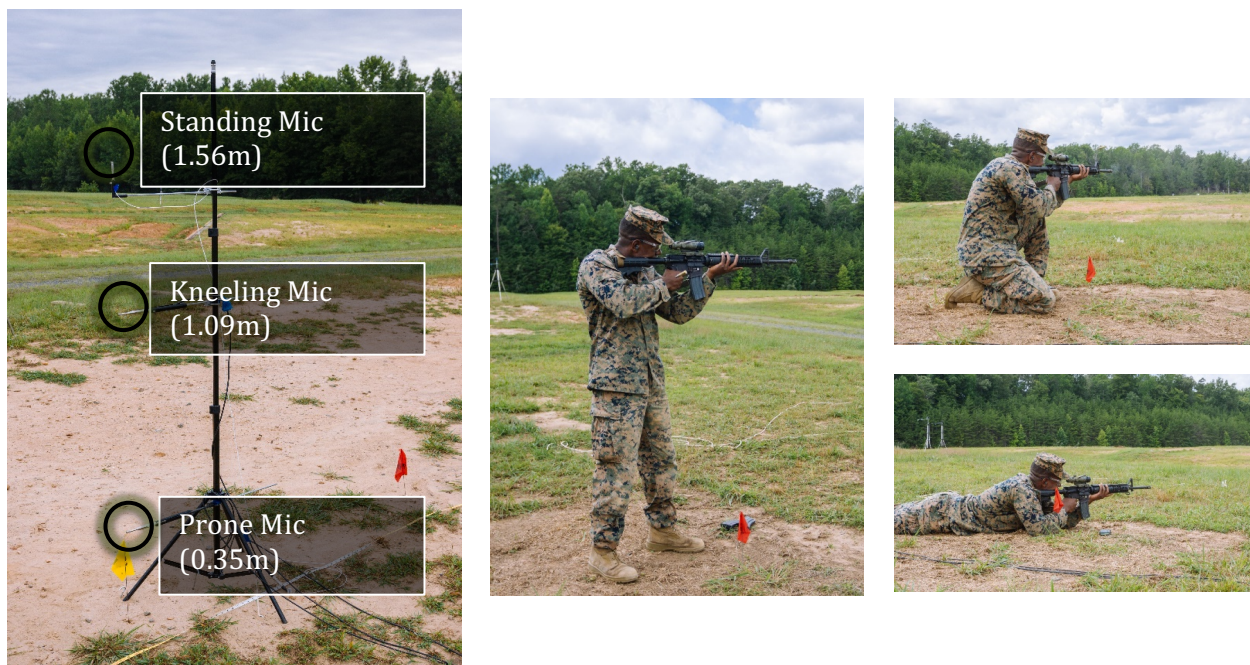 Standing Mic
(1.56m)
Kneeling Mic
(1.09m)
Prone Mic
(0.35m)